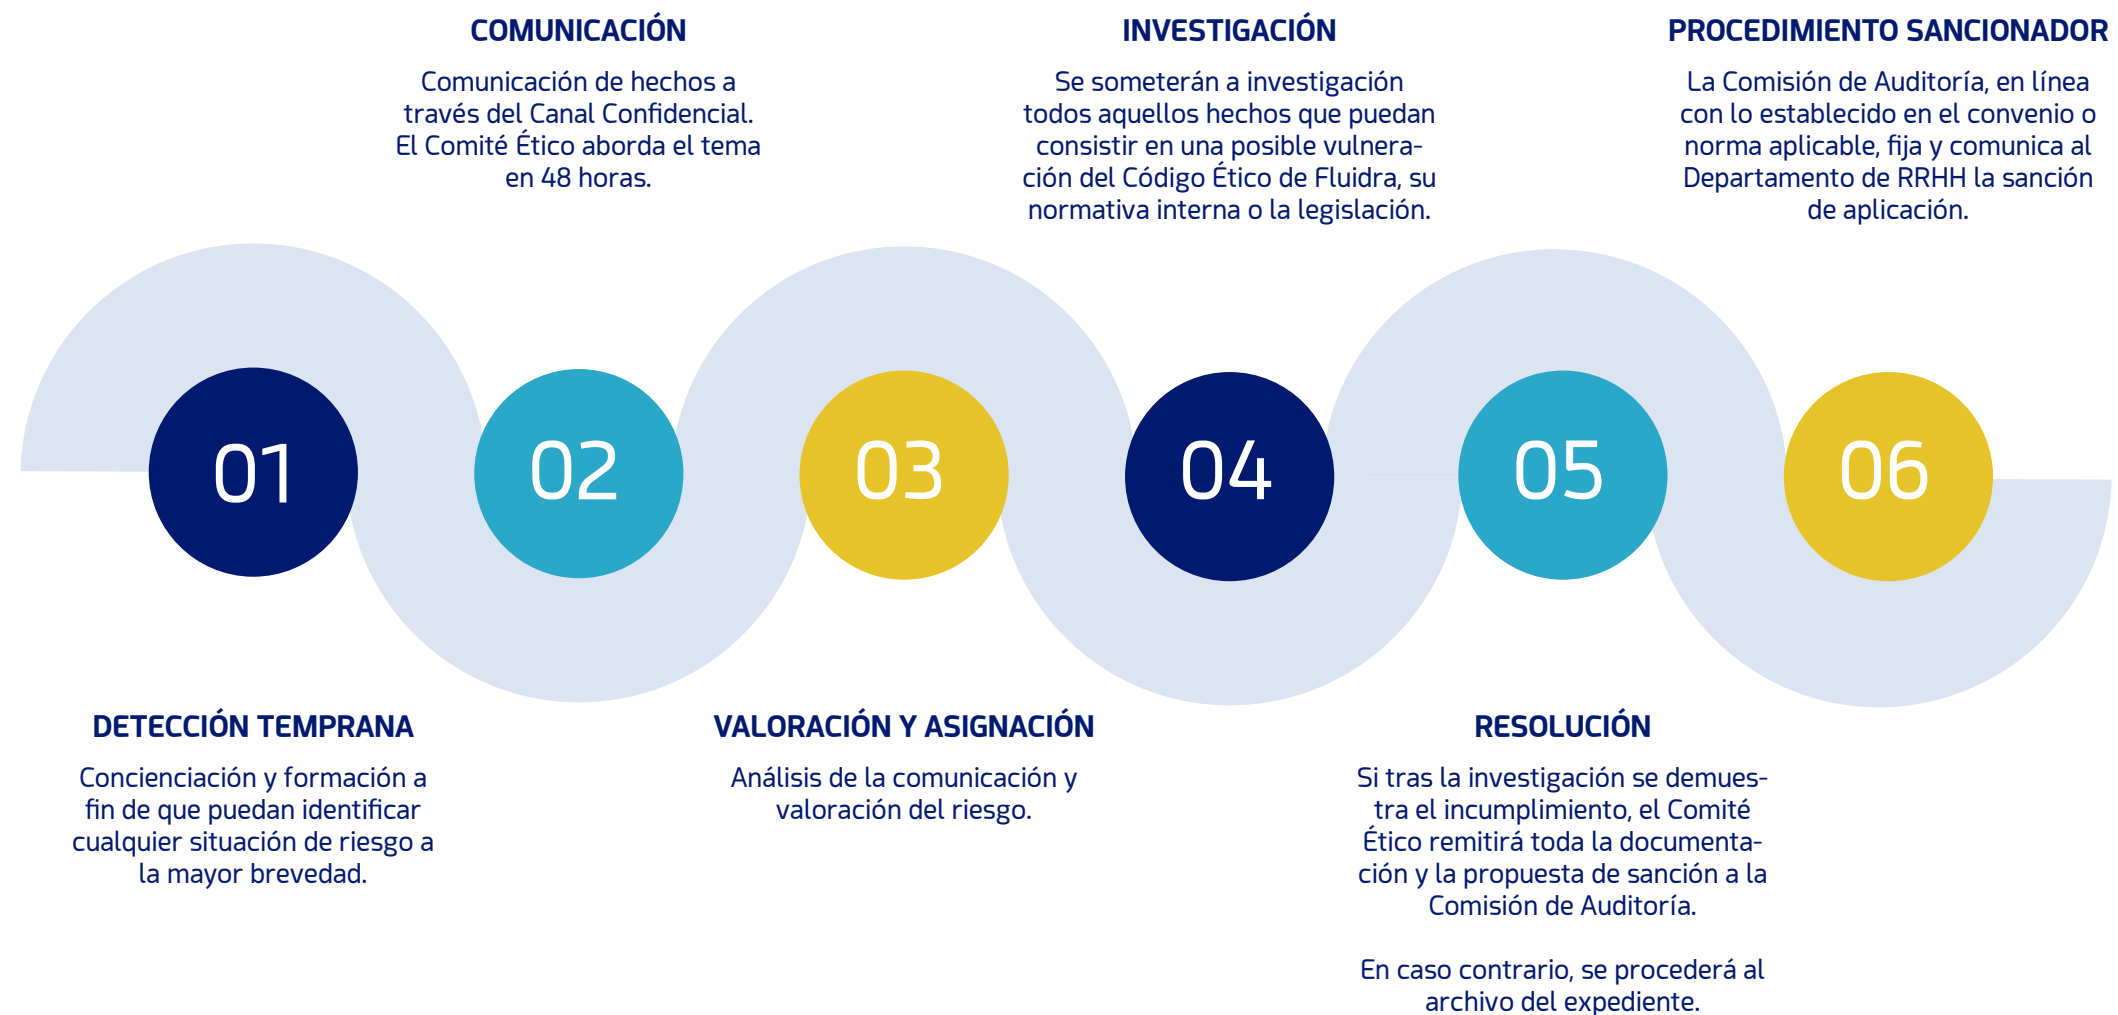 COMUNICACIÓN
Comunicación de hechos a
través del Canal Confidencial.
El Comité Ético aborda el tema
en 48 horas.
INVESTIGACIÓN
Se someterán a investigación
todos aquellos hechos que puedan
consistir en una posible vulnera-
ción del Código Ético de Fluidra, su
normativa interna o la legislación.
PROCEDIMIENTO SANCIONADOR
La Comisión de Auditoría, en línea
con lo establecido en el convenio o
norma aplicable, fija y comunica al
Departamento de RRHH la sanción
de aplicación.
01
02
03
04
05
06
DETECCIÓN TEMPRANA
Concienciación y formación a
fin de que puedan identificar
cualquier situación de riesgo a
la mayor brevedad.
VALORACIÓN Y ASIGNACIÓN
Análisis de la comunicación y
valoración del riesgo.
RESOLUCIÓN
Si tras la investigación se demues-
tra el incumplimiento, el Comité
Ético remitirá toda la documenta-
ción y la propuesta de sanción a la
Comisión de Auditoría.
En caso contrario, se procederá al
archivo del expediente.